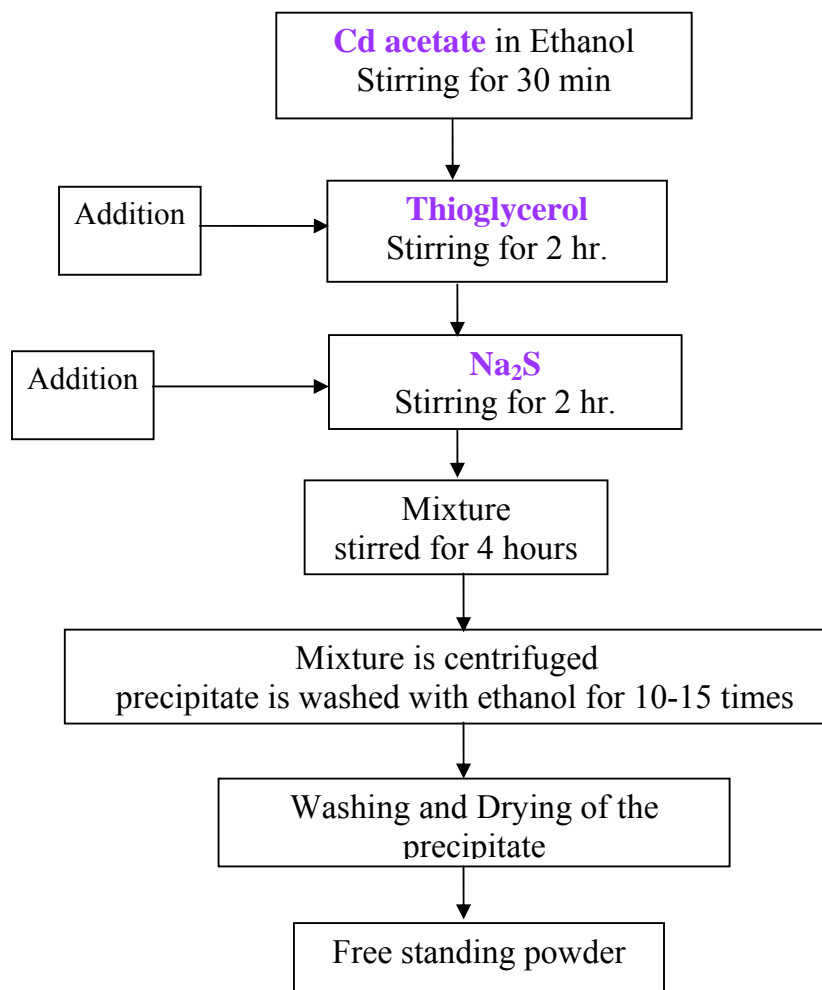 Cd acetate in Ethanol
Stirring for 30 min
Addition
Thioglycerol
Stirring for 2 hr.
Addition
Na₂S
Stirring for 2 hr.
Mixture
stirred for 4 hours
Mixture is centrifuged
precipitate is washed with ethanol for 10-15 times
Washing and Drying of the
precipitate
Free standing powder